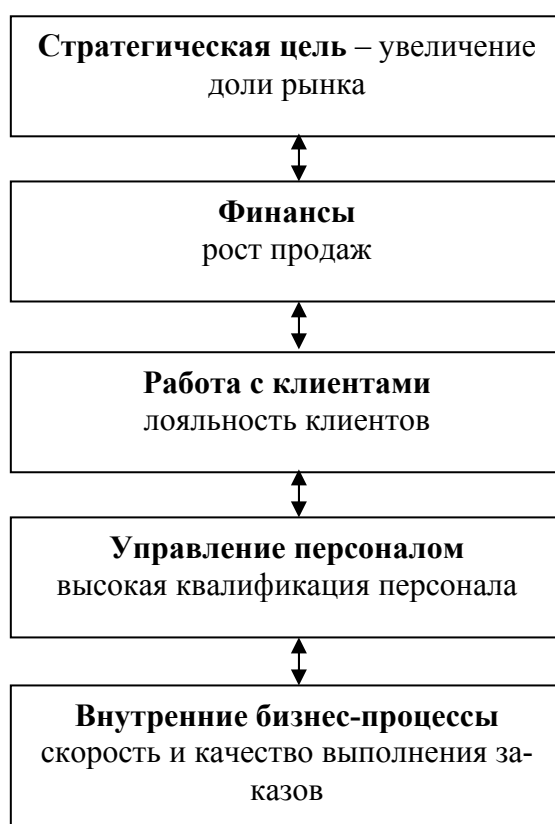 Стратегическая цель – увеличение
доли рынка
Финансы
рост продаж
Работа с клиентами
лояльность клиентов
Управление персоналом
высокая квалификация персонала
Внутренние бизнес-процессы
скорость и качество выполнения за-
казов